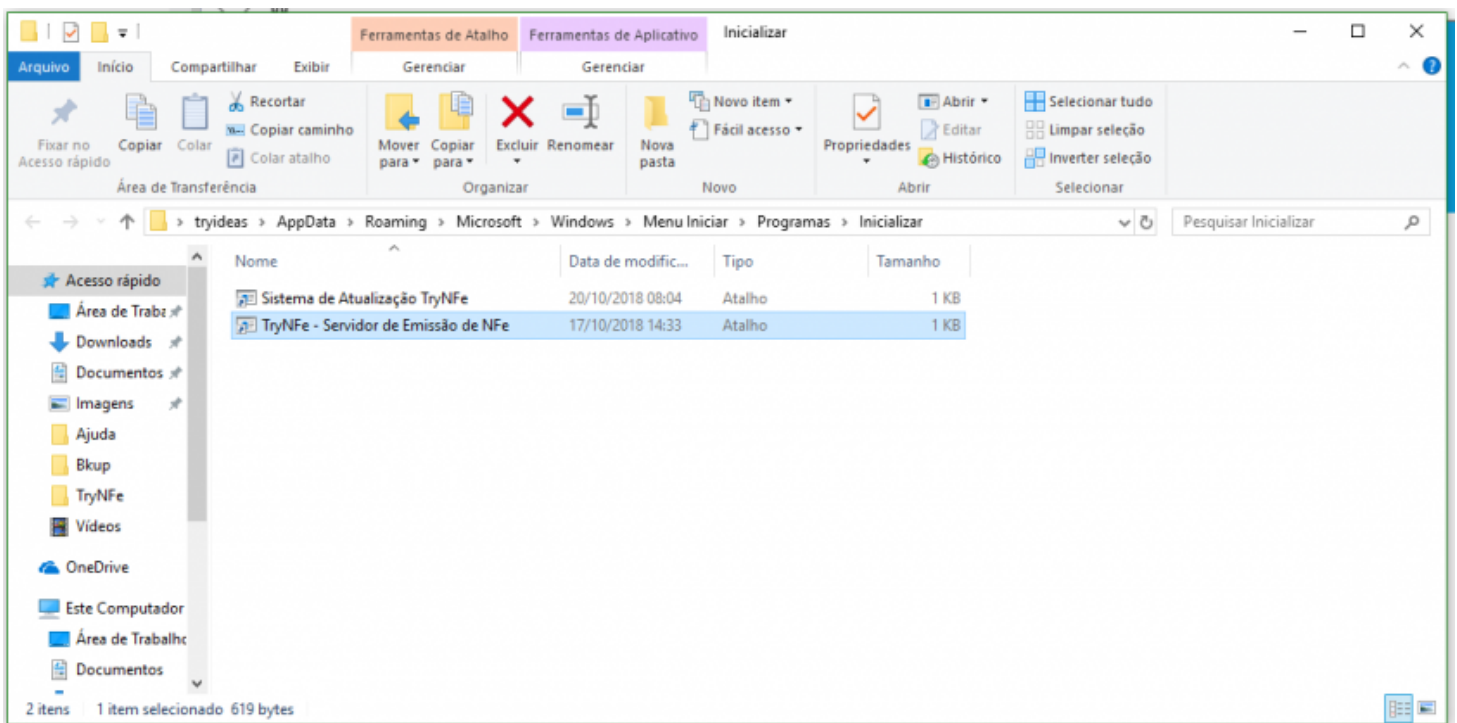 Ferramentas de Atalho Ferramentas de Aplicativo Inicializar
Arquivo Início Compartilhar Exibir Gerenciar Gerenciar
Fixar no
Acesso rápido
Copiar
Colar
Recortar
Copiar caminho
Colar atalho
Área de Transferência
Mover
para
Copiar
para
Excluir
Renomear
Organizar
Nova
pasta
Novo item
Fácil acesso
Novo
Propriedades
Abrir
Editar
Histórico
Abrir
Selecionar tudo
Limpar seleção
Inverter seleção
Selecionar
tryideas > AppData > Roaming > Microsoft > Windows > Menu Iniciar > Programas > Inicializar
Pesquisar Inicializar
Acesso rápido
Área de Traba
Downloads
Documentos
Imagens
Ajuda
Bkup
TryNFe
Vídeos
OneDrive
Este Computador
Área de Trabalho
Documentos
Nome Data de modific... Tipo Tamanho
Sistema de Atualização TryNFe 20/10/2018 08:04 Atalho 1 KB
TryNFe - Servidor de Emissão de NFe 17/10/2018 14:33 Atalho 1 KB
2 itens 1 item selecionado 619 bytes